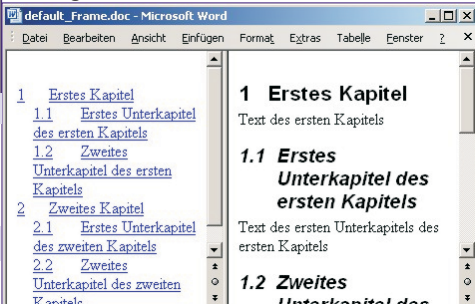 default_Frame.doc - Microsoft Word
Datei Bearbeiten Ansicht Einfügen Format Extras Tabelle Fenster ?
1 Erstes Kapitel
1.1 Erstes Unterkapitel
des ersten Kapitels
1.2 Zweites
Unterkapitel des ersten
Kapitels
2 Zweites Kapitel
2.1 Erstes Unterkapitel
des zweiten Kapitels
2.2 Zweites
Unterkapitel des zweiten
Kapitels
1 Erstes Kapitel
Text des ersten Kapitels
1.1 Erstes
Unterkapitel des
ersten Kapitels
Text des ersten Unterkapitels des
ersten Kapitels
1.2 Zweites
Unterkapitel des